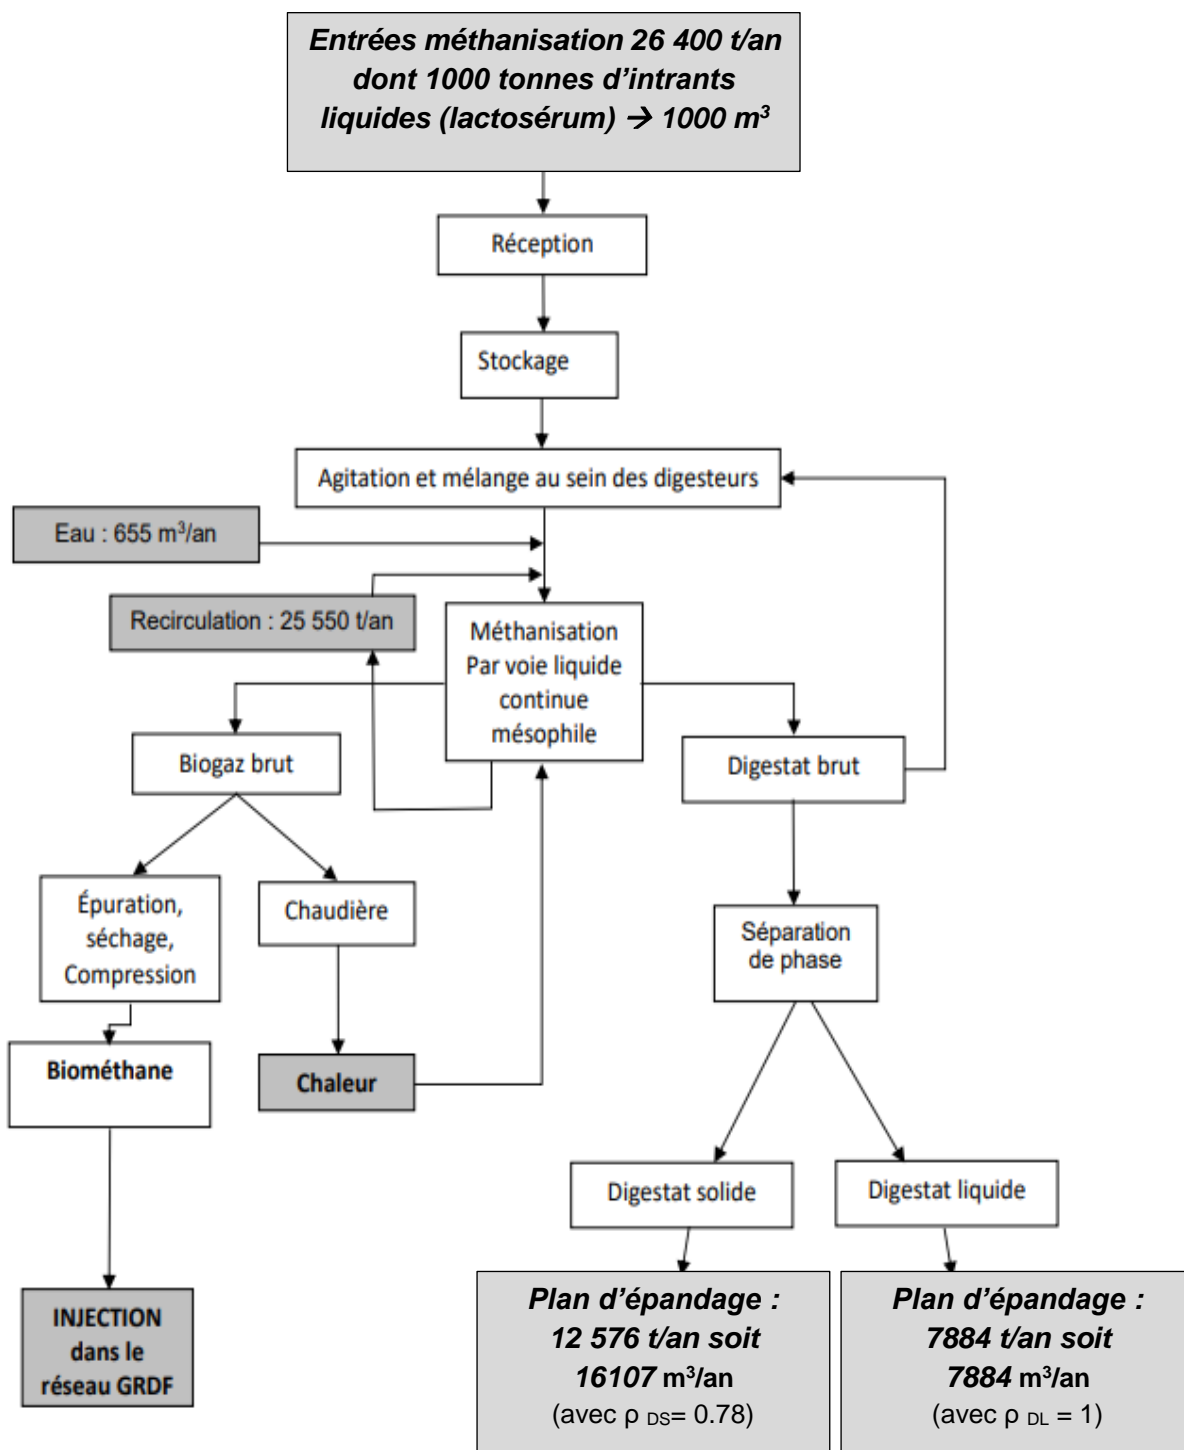 Entrées méthanisation 26 400 t/an
dont 1000 tonnes d'intrants
liquides (lactosérum) → 1000 m³
Réception
Stockage
Agitation et mélange au sein des digesteurs
Eau : 655 m³/an
Recirculation : 25 550 t/an
Méthanisation
Par voie liquide
continue
mésophile
Biogaz brut
Digestat brut
Épuration,
séchage,
Compression
Chaudière
Séparation
de phase
Biométhane
Chaleur
Digestat solide
Digestat liquide
INJECTION
dans le
réseau GRDF
Plan d'épandage :
12 576 t/an soit
16107 m³/an
(avec ρ DS= 0.78)
Plan d'épandage :
7884 t/an soit
7884 m³/an
(avec ρ DL = 1)